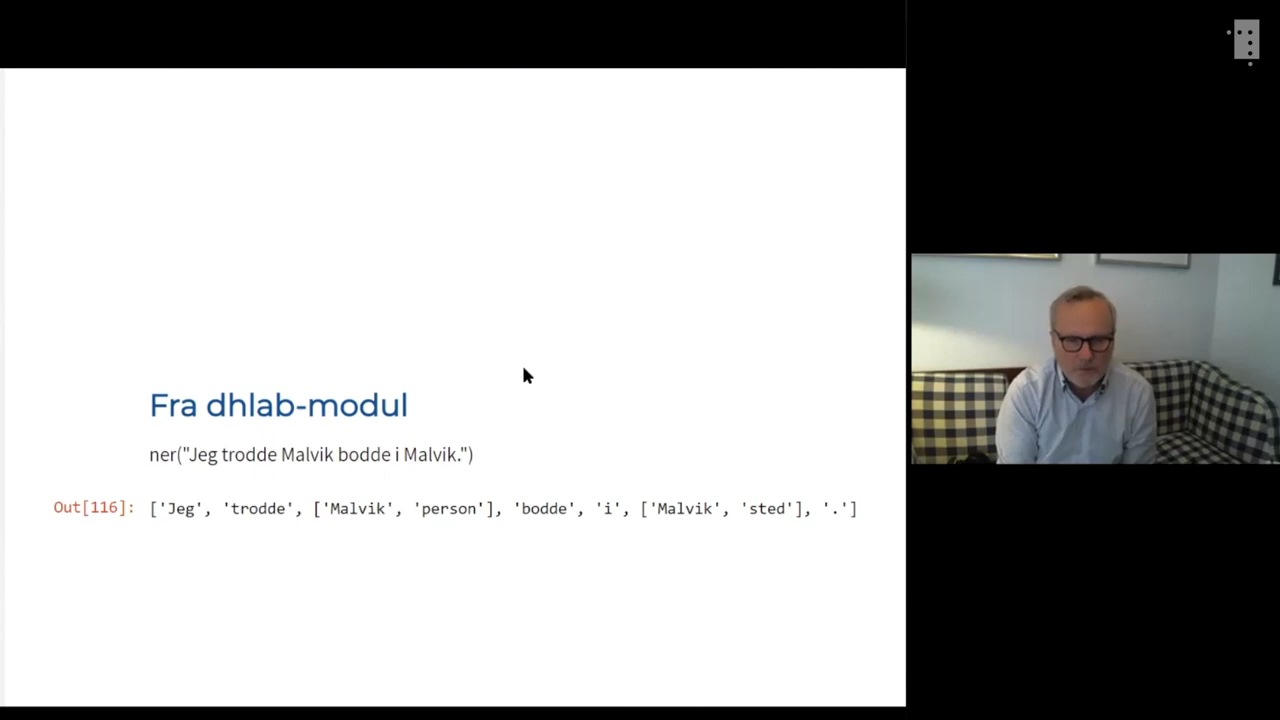 Fra dhlab-modul
ner("Jeg trodde Malvik bodde i Malvik.")
Out[116]: ['Jeg', 'trodde', ['Malvik', 'person'], 'bodde', 'i', ['Malvik', 'sted'], '.']